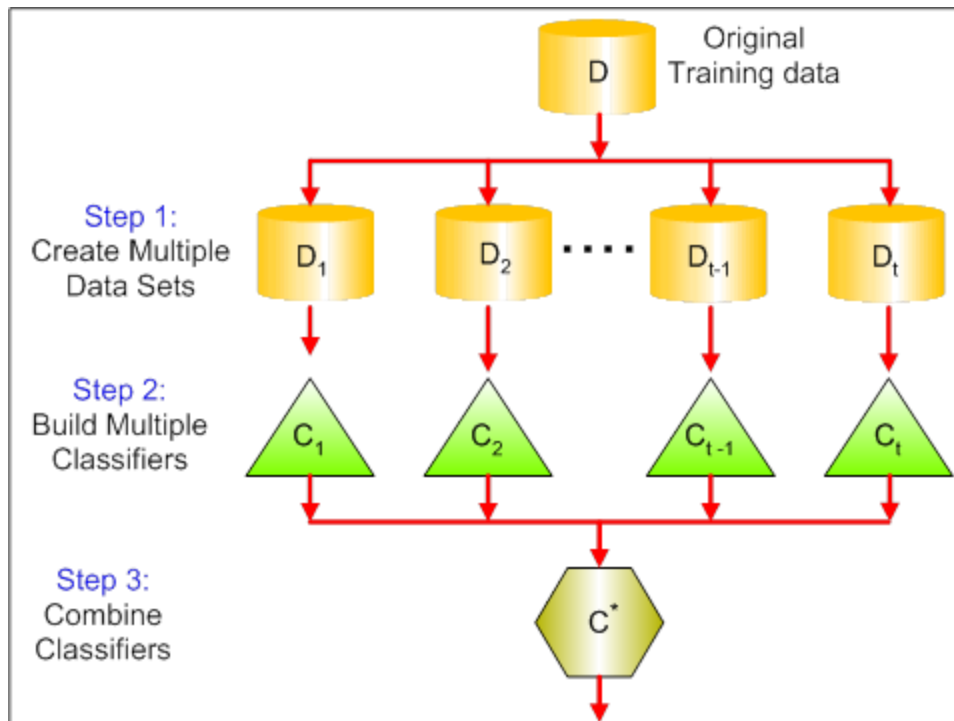 D
Original
Training data
Step 1:
Create Multiple
Data Sets
D₁
D₂
....
Dₜ₋₁
Dₜ
Step 2:
Build Multiple
Classifiers
C₁
C₂
Cₜ₋₁
Cₜ
Step 3:
Combine
Classifiers
C*